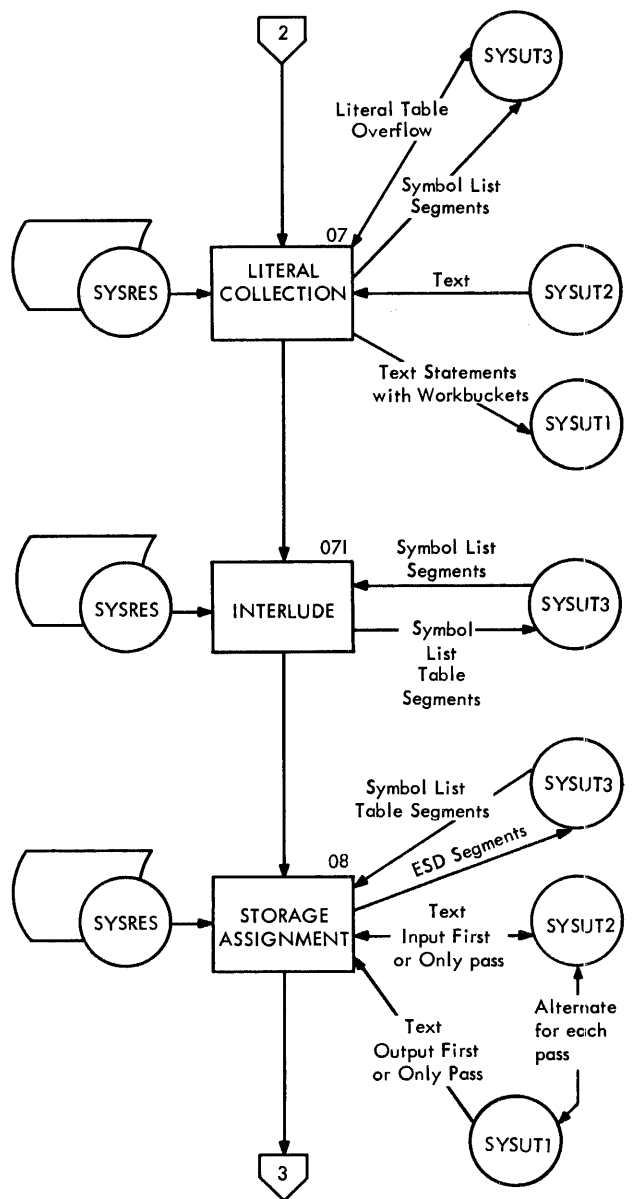 2
SYSUT3
Literal Table
Overflow
Symbol List
Segments
07
LITERAL
COLLECTION
SYSRES
Text
SYSUT2
Text Statements
with Workbuckets
SYSUT1
07I
Symbol List
Segments
SYSRES
INTERLUDE
SYSUT3
Symbol
List
Table
Segments
SYSUT3
Symbol List
Table Segments
ESD Segments
08
SYSRES
STORAGE
ASSIGNMENT
Text
Input First
or Only pass
SYSUT2
Alternate
for each
pass
Text
Output First
or Only Pass
SYSUT1
3